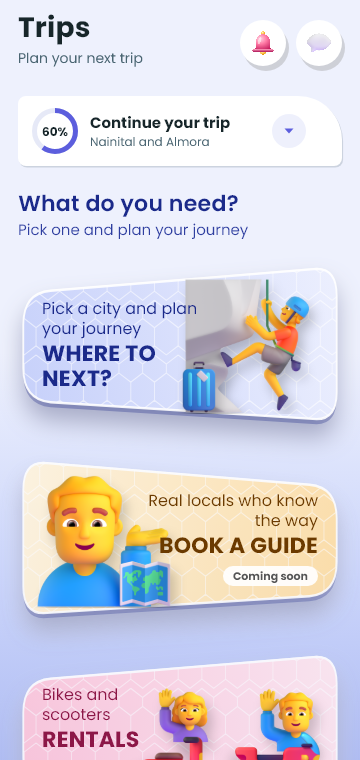 Trips
Plan your next trip
60%
Continue your trip
Nainital and Almora
What do you need?
Pick one and plan your journey
Pick a city and plan
your journey
WHERE TO
NEXT?
Real locals who know
the way
BOOK A GUIDE
Coming soon
Bikes and
scooters
RENTALS